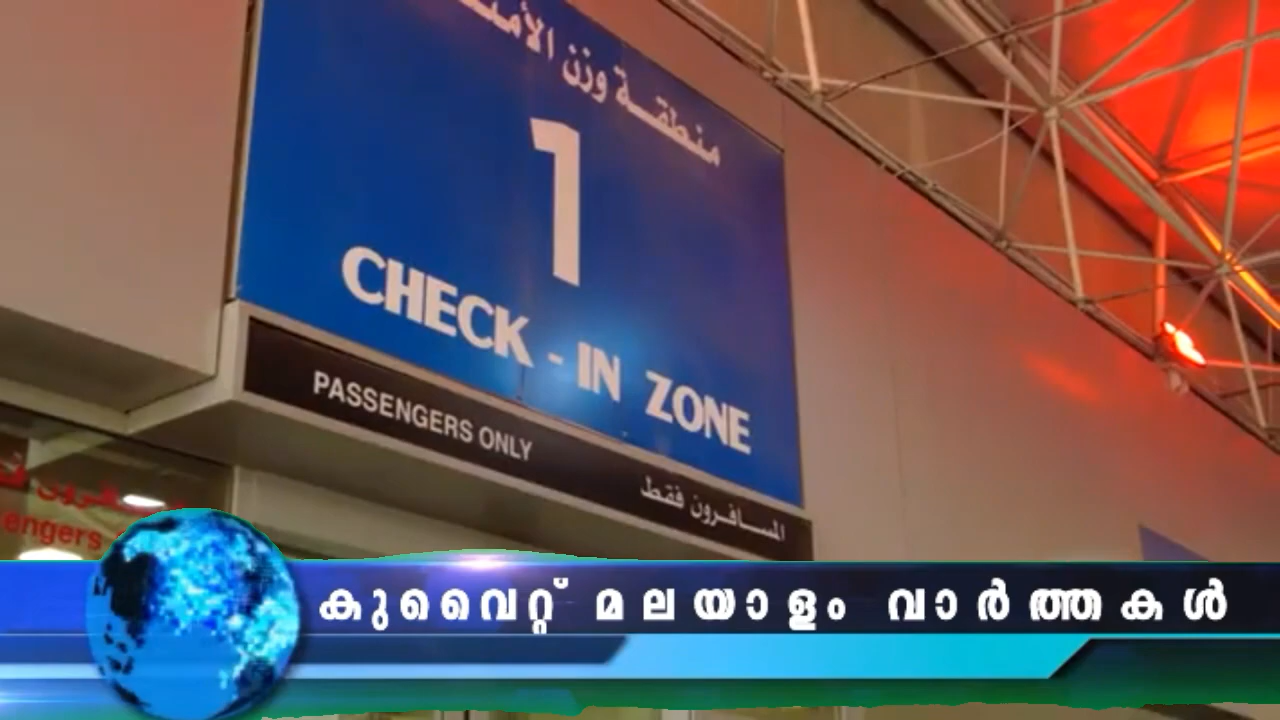 منطقة وزن الأمتعة
1
CHECK - IN ZONE
PASSENGERS ONLY
المسافرون فقط
engers
കുവൈറ്റ് മലയാളം വാർത്തകൾ